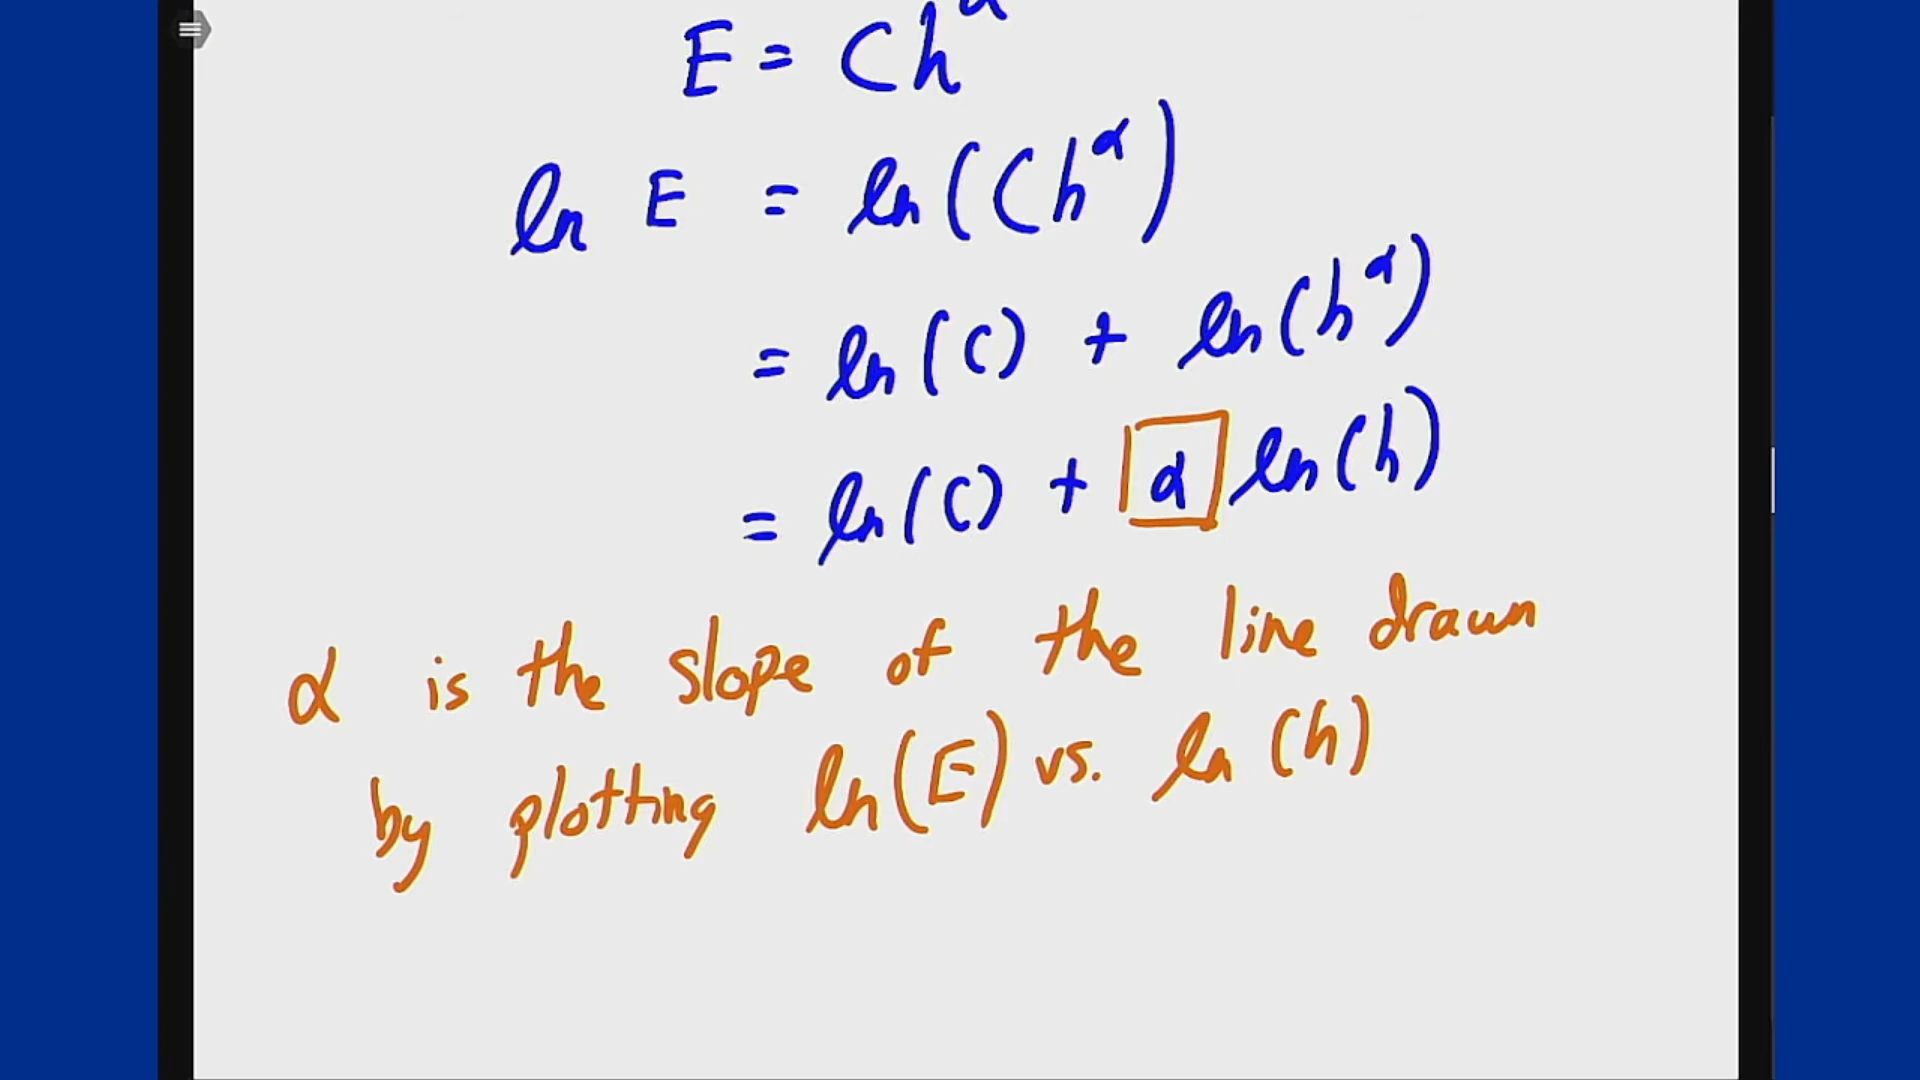 E = Ch^α
ln E = ln(Ch^α)
= ln(C) + ln(h^α)
= ln(C) + α ln(h)
α is the slope of the line drawn
by plotting ln(E) vs. ln(h)